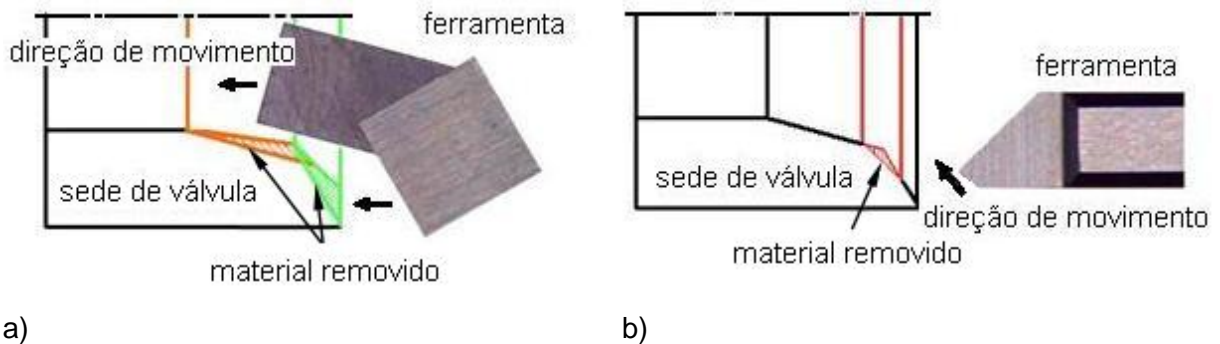 ferramenta
direção de movimento
sede de válvula
material removido
a)
ferramenta
sede de válvula
direção de movimento
material removido
b)